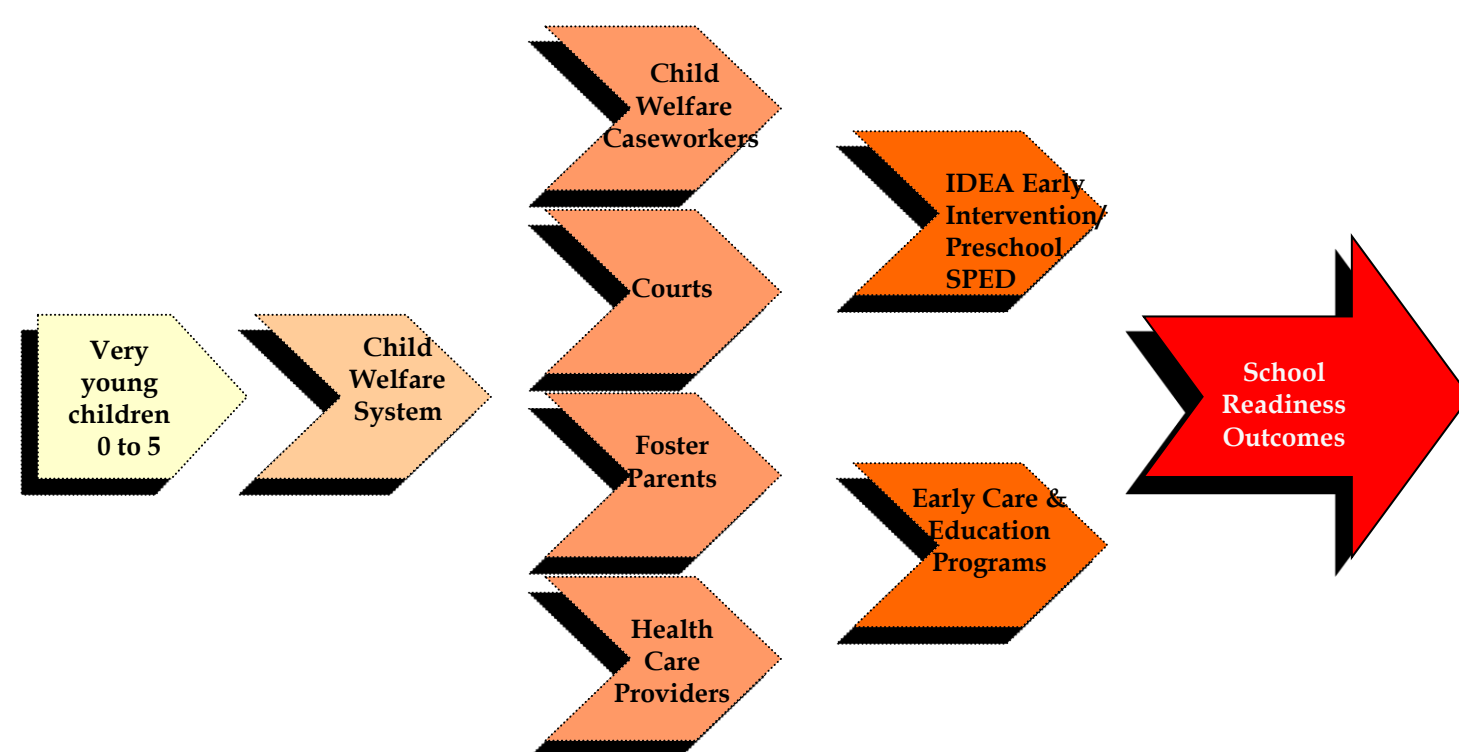 Very
young
children
0 to 5
Child
Welfare
System
Child
Welfare
Caseworkers
Courts
Foster
Parents
Health
Care
Providers
IDEA Early
Intervention/
Preschool
SPED
Early Care &
Education
Programs
School
Readiness
Outcomes